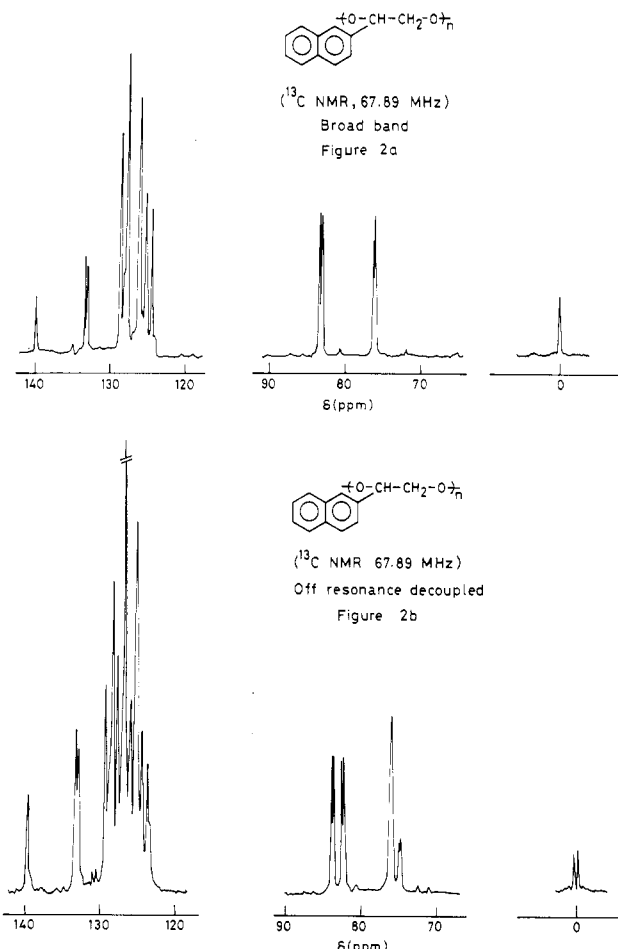 -(O-CH-CH₂-O)-n
(¹³C NMR, 67.89 MHz)
Broad band
Figure 2a
140 130 120
90 80 70
0
δ(ppm)
-(O-CH-CH₂-O)-n
(¹³C NMR 67.89 MHz)
Off resonance decoupled
Figure 2b
140 130 120
90 80 70
0
δ(ppm)